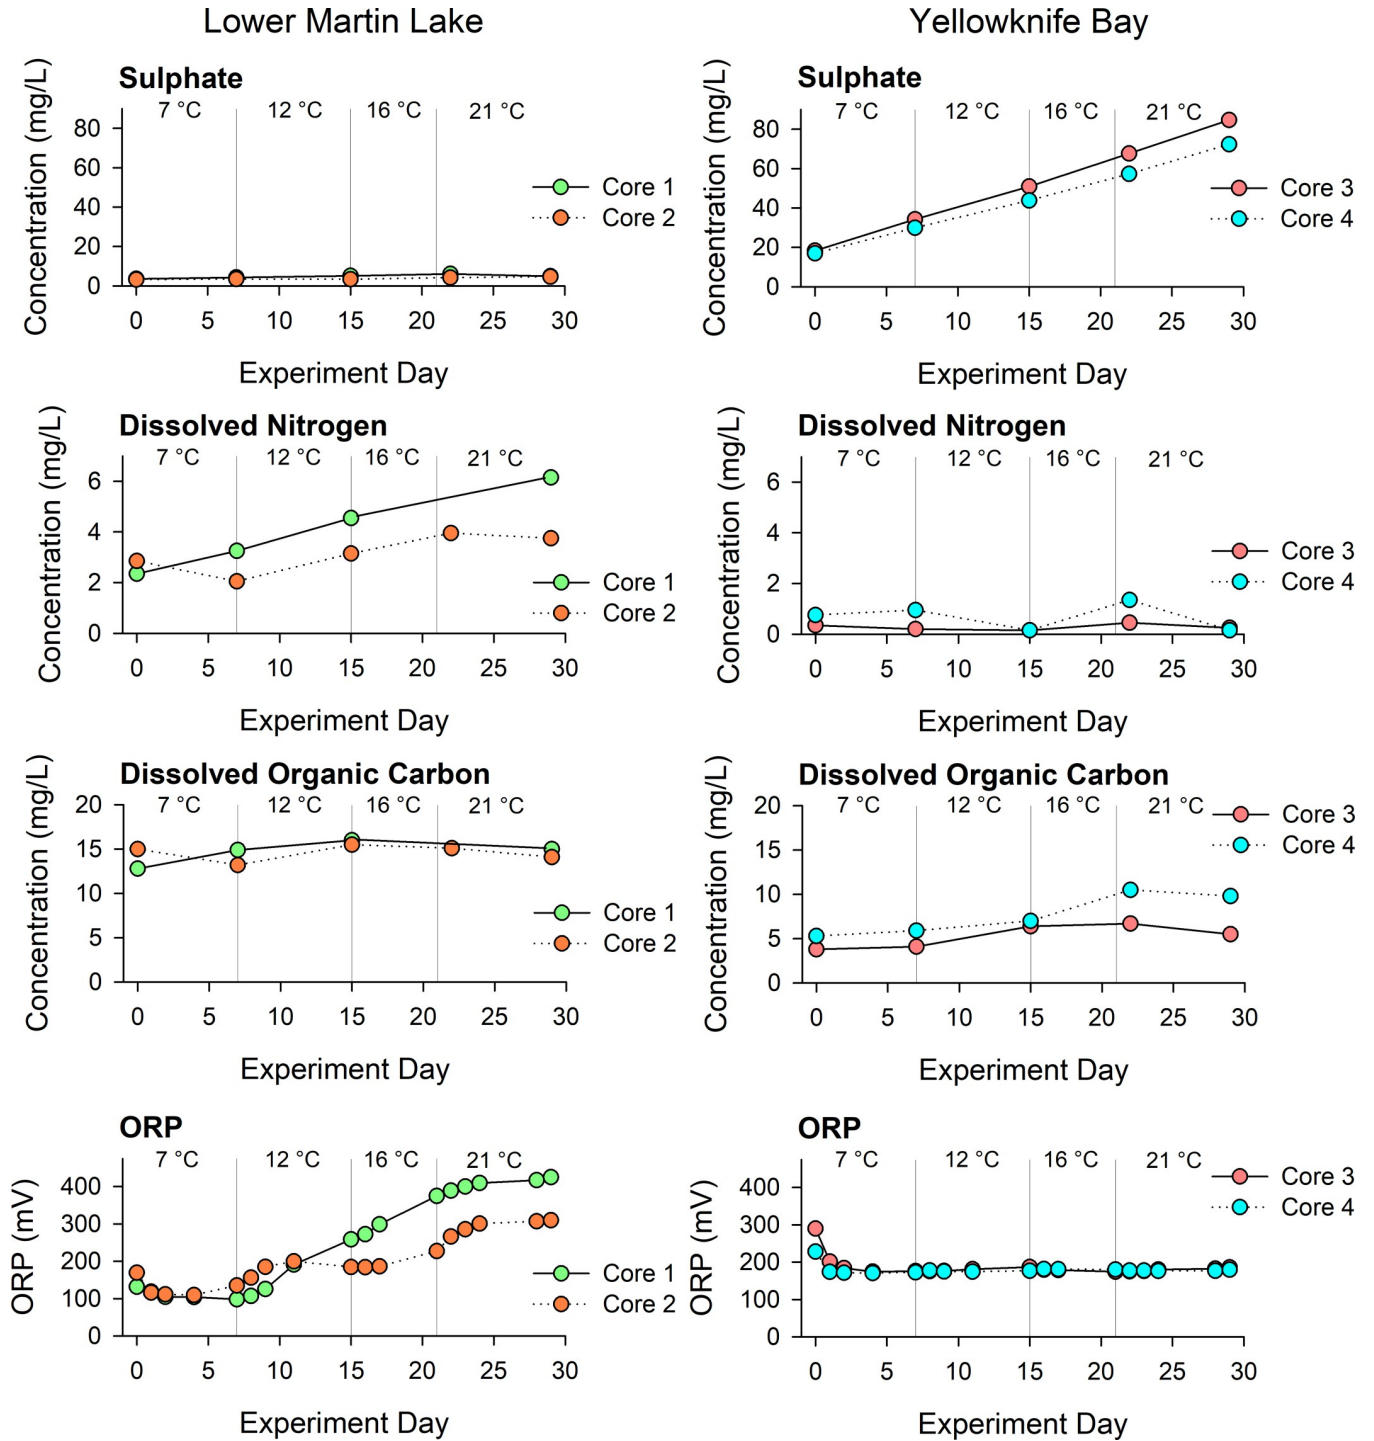 Lower Martin Lake
Yellowknife Bay
Sulphate
7 °C 12 °C 16 °C 21 °C
Concentration (mg/L)
80
60
40
20
0
0 5 10 15 20 25 30
Experiment Day
Core 1
Core 2
Sulphate
7 °C 12 °C 16 °C 21 °C
Concentration (mg/L)
80
60
40
20
0
0 5 10 15 20 25 30
Experiment Day
Core 3
Core 4
Dissolved Nitrogen
7 °C 12 °C 16 °C 21 °C
Concentration (mg/L)
6
4
2
0
0 5 10 15 20 25 30
Experiment Day
Core 1
Core 2
Dissolved Nitrogen
7 °C 12 °C 16 °C 21 °C
Concentration (mg/L)
6
4
2
0
0 5 10 15 20 25 30
Experiment Day
Core 3
Core 4
Dissolved Organic Carbon
7 °C 12 °C 16 °C 21 °C
Concentration (mg/L)
20
15
10
5
0
0 5 10 15 20 25 30
Experiment Day
Core 1
Core 2
Dissolved Organic Carbon
7 °C 12 °C 16 °C 21 °C
Concentration (mg/L)
20
15
10
5
0
0 5 10 15 20 25 30
Experiment Day
Core 3
Core 4
ORP
7 °C 12 °C 16 °C 21 °C
ORP (mV)
400
300
200
100
0
0 5 10 15 20 25 30
Experiment Day
Core 1
Core 2
ORP
7 °C 12 °C 16 °C 21 °C
ORP (mV)
400
300
200
100
0
0 5 10 15 20 25 30
Experiment Day
Core 3
Core 4